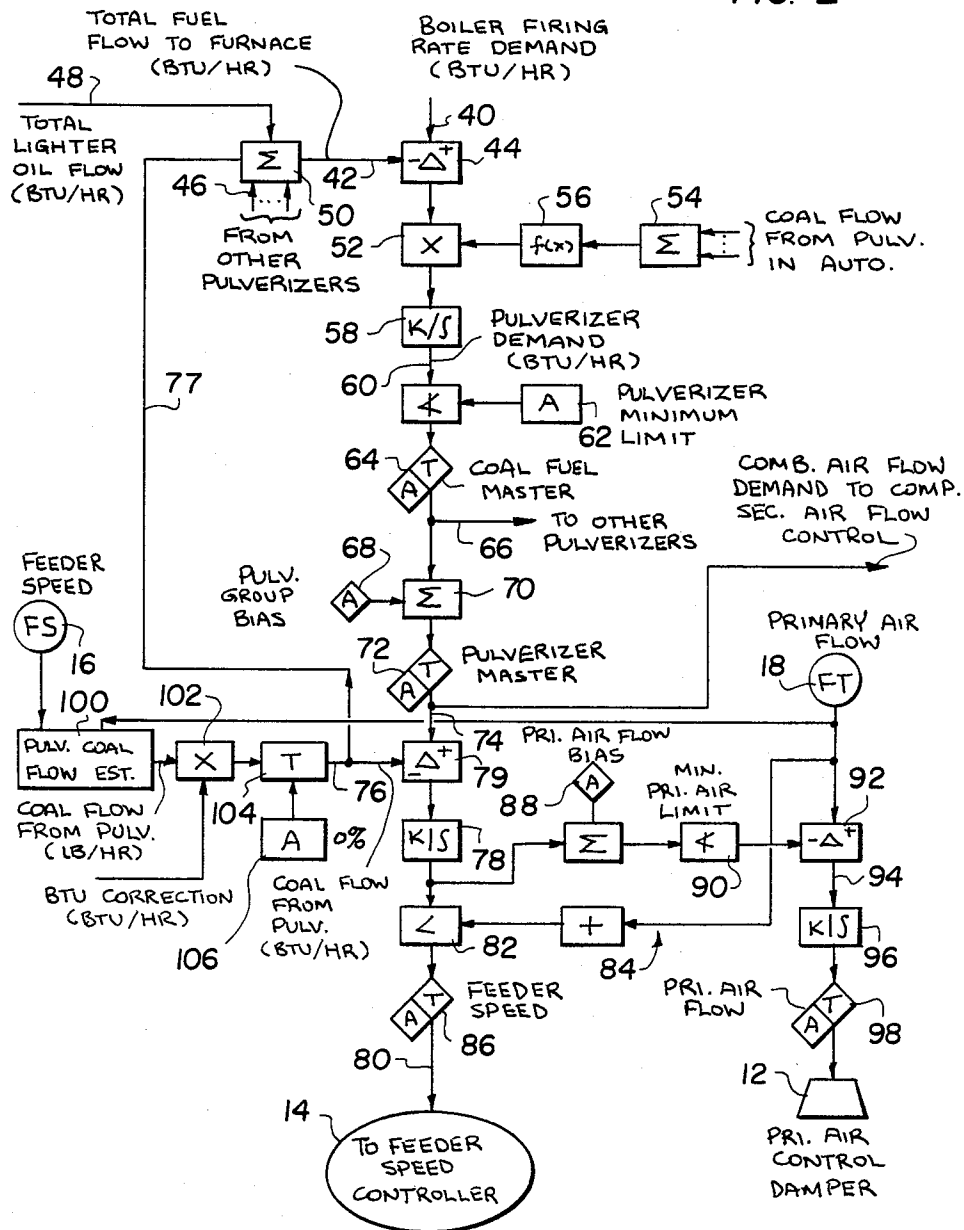 FIG. 2
TOTAL FUEL
FLOW TO FURNACE
(BTU/HR)
BOILER FIRING
RATE DEMAND
(BTU/HR)
48
40
TOTAL
LIGHTER
OIL FLOW
(BTU/HR)
Σ
42
-Δ+
44
46
50
FROM
OTHER
PULVERIZERS
52
X
56
f(x)
54
Σ
COAL FLOW
FROM PULV.
IN AUTO.
58
K/∫
PULVERIZER
DEMAND
(BTU/HR)
60
77
∢
A
62
PULVERIZER
MINIMUM
LIMIT
64
T
A
COAL FUEL
MASTER
COMB. AIR FLOW
DEMAND TO COMP.
SEC. AIR FLOW
CONTROL
66
TO OTHER
PULVERIZERS
FEEDER
SPEED
FS
16
PULV.
GROUP
BIAS
68
A
Σ
70
72
T
A
PULVERIZER
MASTER
PRIMARY AIR
FLOW
18
FT
100
102
74
PULV. COAL
FLOW EST.
X
T
76
-Δ+
79
PRI. AIR FLOW
BIAS
A
88
MIN.
PRI. AIR
LIMIT
92
COAL FLOW
FROM PULV.
(LB/HR)
104
A
0%
106
K|∫
78
Σ
∢
90
-Δ+
94
BTU CORRECTION
(BTU/HR)
COAL FLOW
FROM
PULV.
(BTU/HR)
<
82
+
84
K|∫
96
T
A
FEEDER
SPEED
86
PRI. AIR
FLOW
T
A
98
80
14
12
TO FEEDER
SPEED
CONTROLLER
PRI. AIR
CONTROL
DAMPER